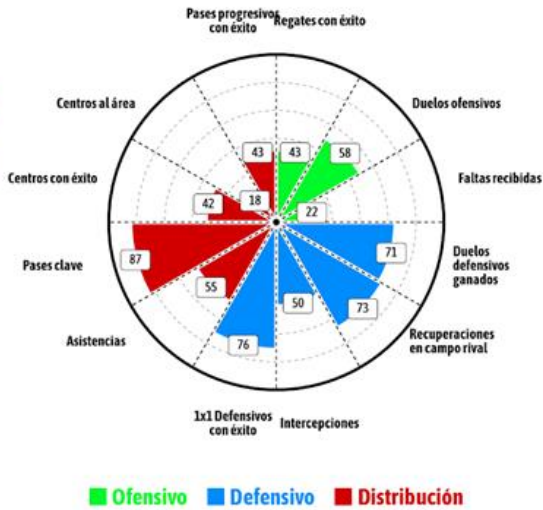 Pases progresivos
con éxito
Regates con éxito
Centros al área
Duelos ofensivos
Centros con éxito
Faltas recibidas
Pases clave
Duelos
defensivos
ganados
Asistencias
Recuperaciones
en campo rival
1x1 Defensivos
con éxito
Intercepciones
43
43
58
18
42
22
87
71
55
50
73
76
Ofensivo Defensivo Distribución